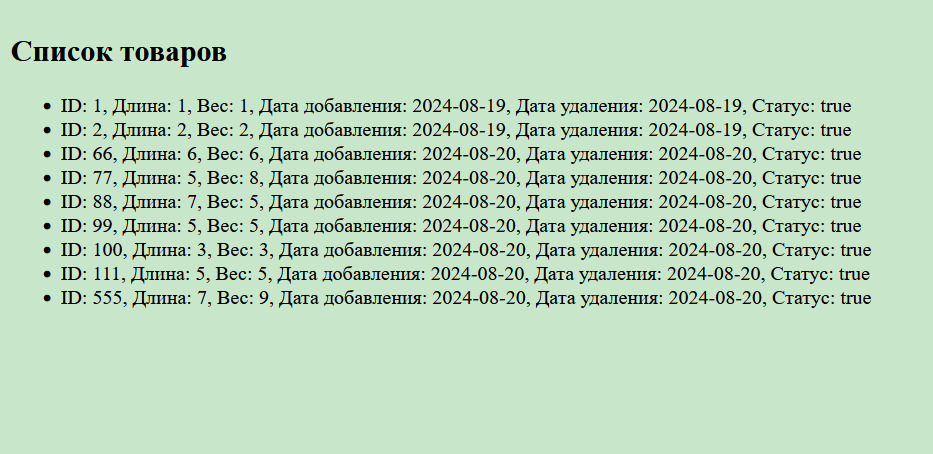 Список товаров
ID: 1, Длина: 1, Вес: 1, Дата добавления: 2024-08-19, Дата удаления: 2024-08-19, Статус: true
ID: 2, Длина: 2, Вес: 2, Дата добавления: 2024-08-19, Дата удаления: 2024-08-19, Статус: true
ID: 66, Длина: 6, Вес: 6, Дата добавления: 2024-08-20, Дата удаления: 2024-08-20, Статус: true
ID: 77, Длина: 5, Вес: 8, Дата добавления: 2024-08-20, Дата удаления: 2024-08-20, Статус: true
ID: 88, Длина: 7, Вес: 5, Дата добавления: 2024-08-20, Дата удаления: 2024-08-20, Статус: true
ID: 99, Длина: 5, Вес: 5, Дата добавления: 2024-08-20, Дата удаления: 2024-08-20, Статус: true
ID: 100, Длина: 3, Вес: 3, Дата добавления: 2024-08-20, Дата удаления: 2024-08-20, Статус: true
ID: 111, Длина: 5, Вес: 5, Дата добавления: 2024-08-20, Дата удаления: 2024-08-20, Статус: true
ID: 555, Длина: 7, Вес: 9, Дата добавления: 2024-08-20, Дата удаления: 2024-08-20, Статус: true